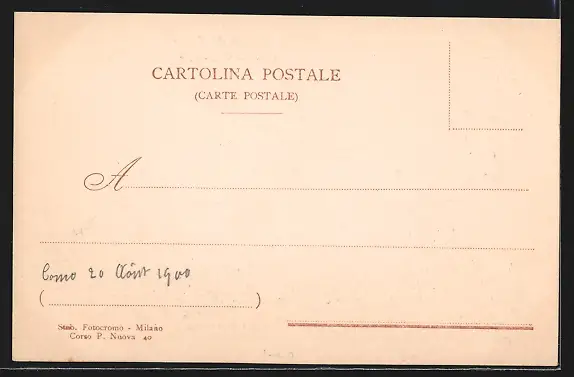 CARTOLINA POSTALE
(CARTE POSTALE)
A
Como 20 Août 1900
( )
Stab. Fotocromo - Milano
Corso P. Nuova 40